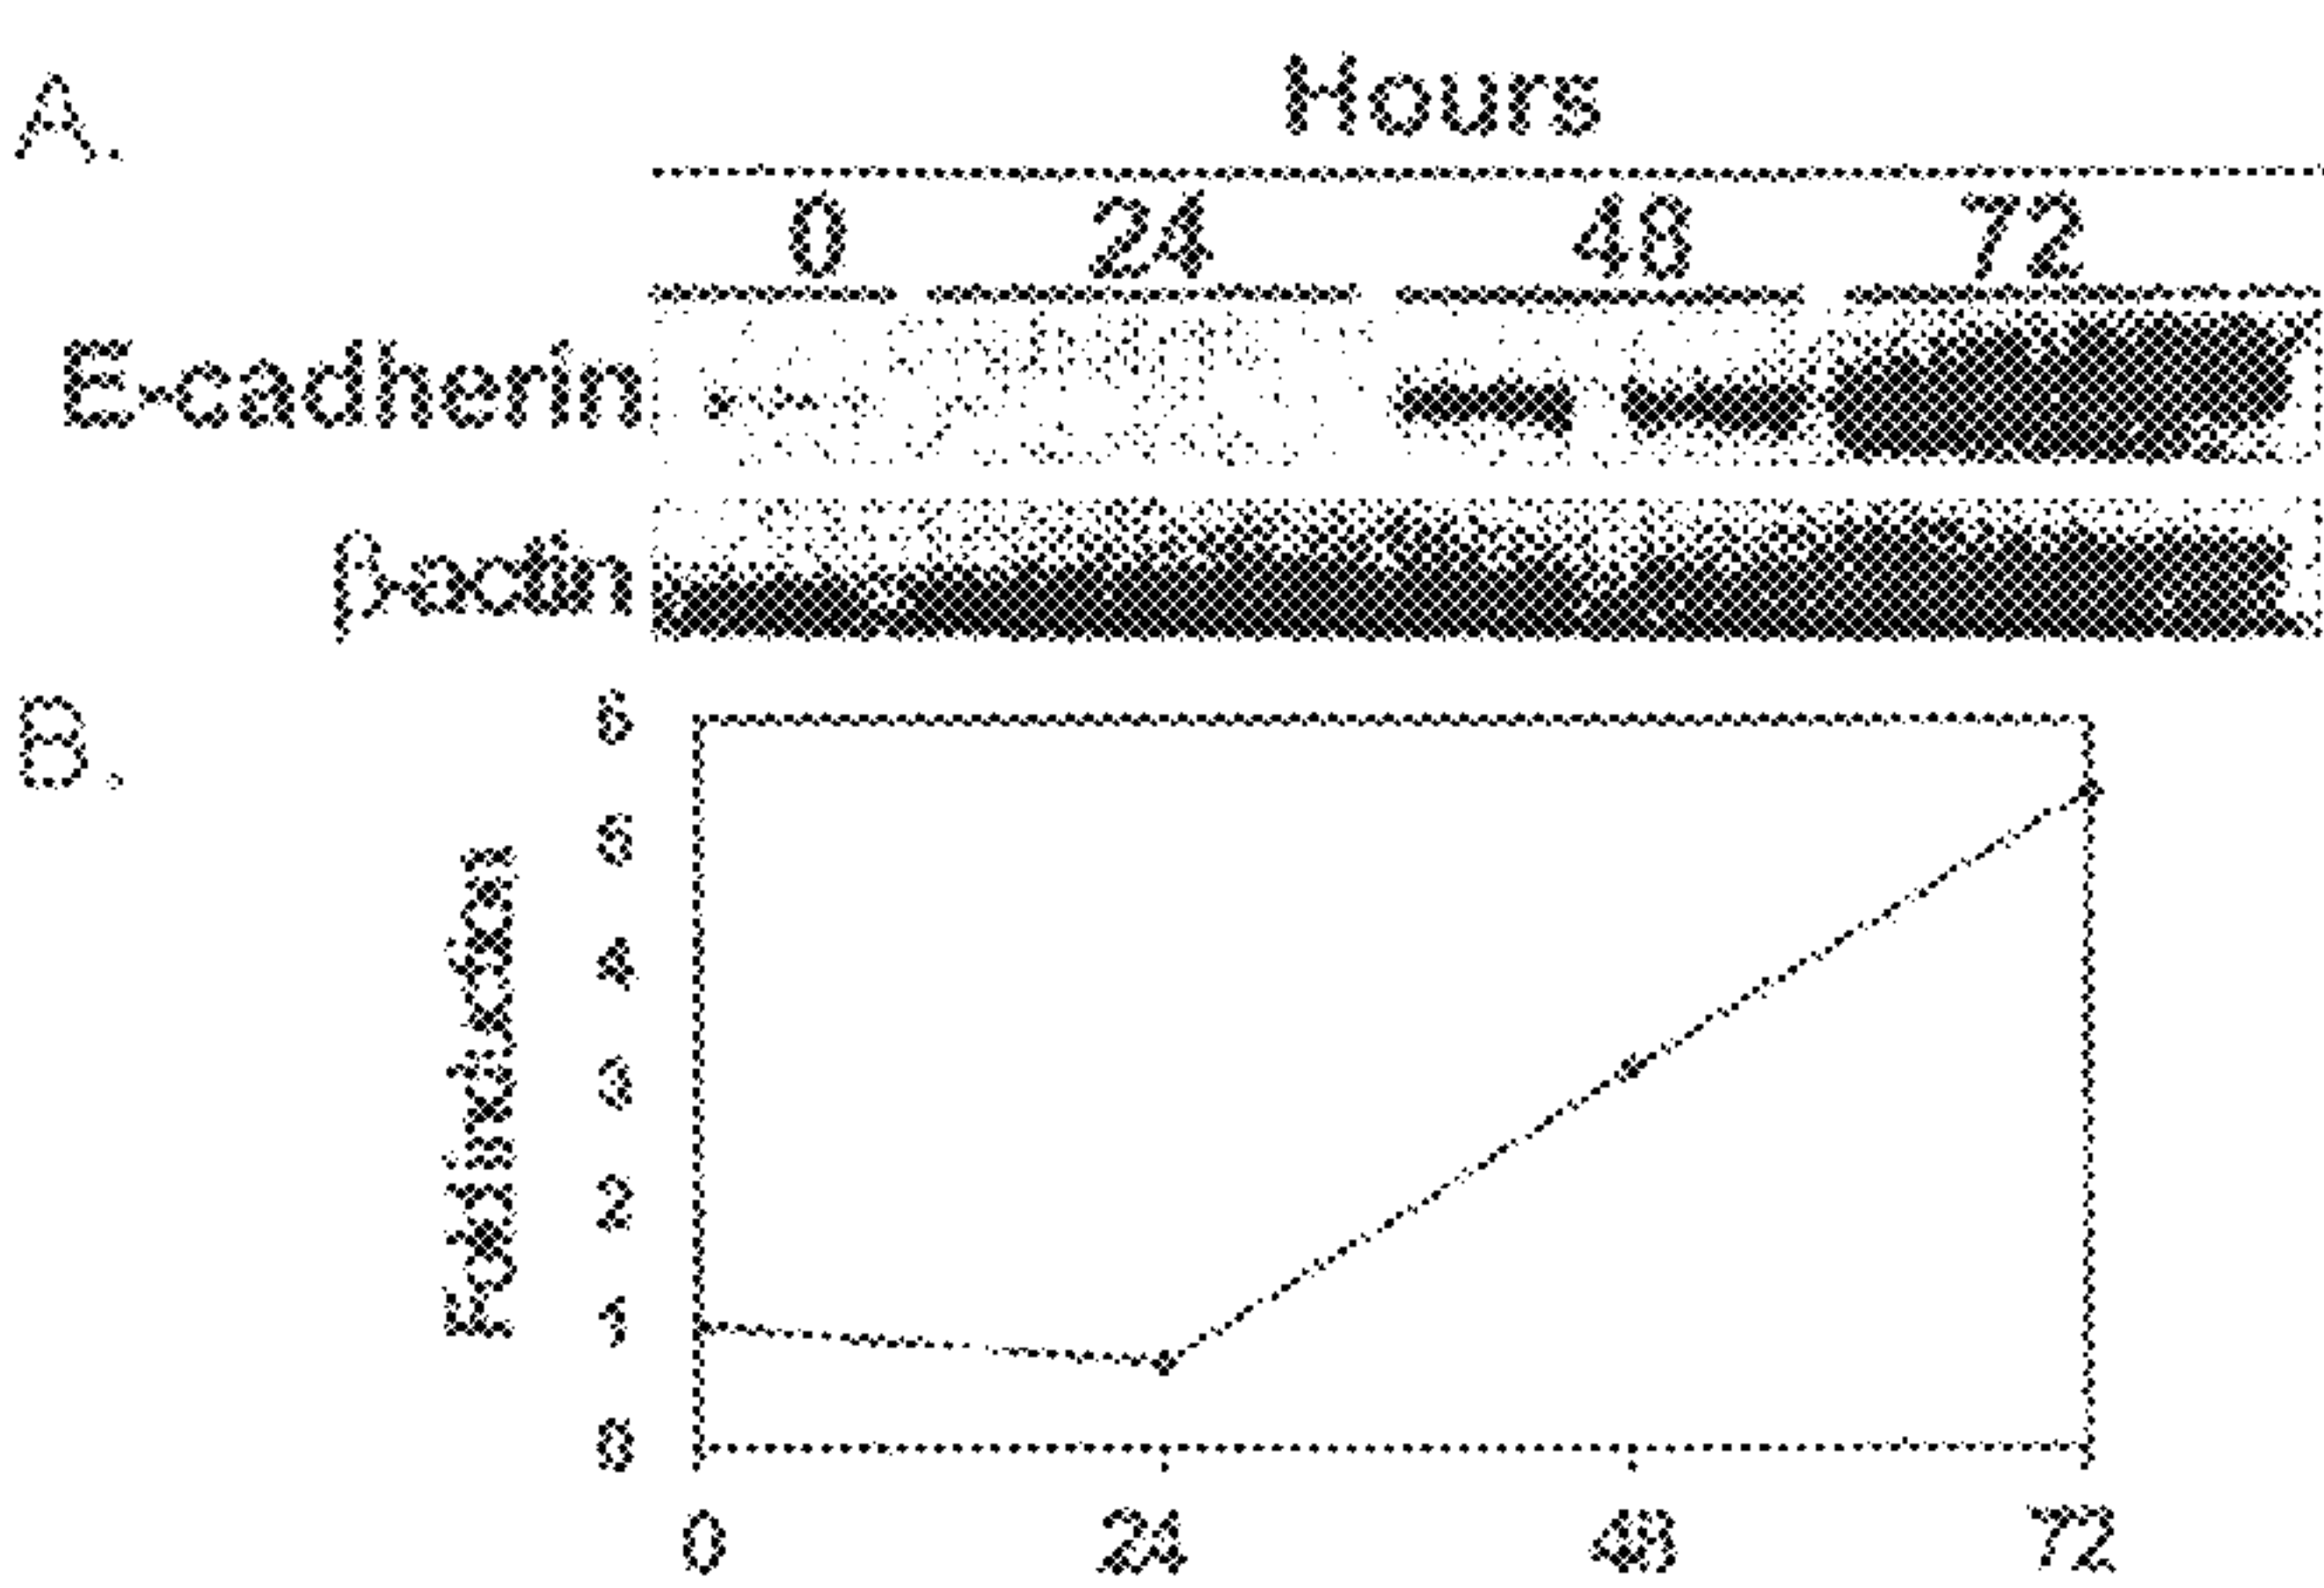 A.
Hours
0 24 48 72
E-cadherin
β-actin
B.
6
5
4
3
2
1
0
Fold induction
0 24 48 72